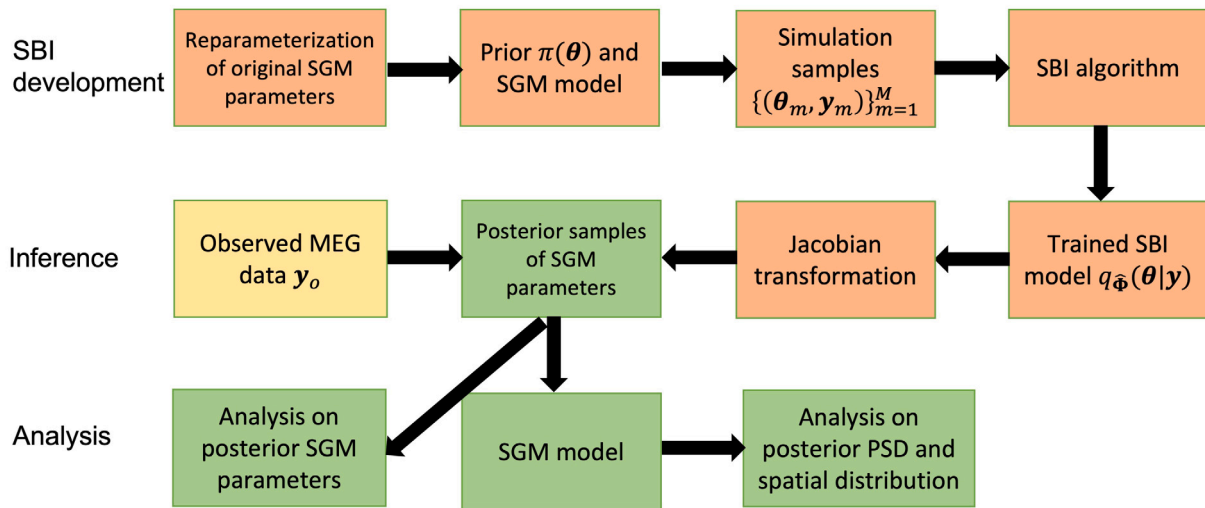 SBI
development
Reparameterization
of original SGM
parameters
Prior π(θ) and
SGM model
Simulation
samples
{(θₘ, yₘ)}ᴹₘ₌₁
SBI algorithm
Inference
Observed MEG
data yₒ
Posterior samples
of SGM
parameters
Jacobian
transformation
Trained SBI
model q_Φ̂(θ|y)
Analysis
Analysis on
posterior SGM
parameters
SGM model
Analysis on
posterior PSD and
spatial distribution